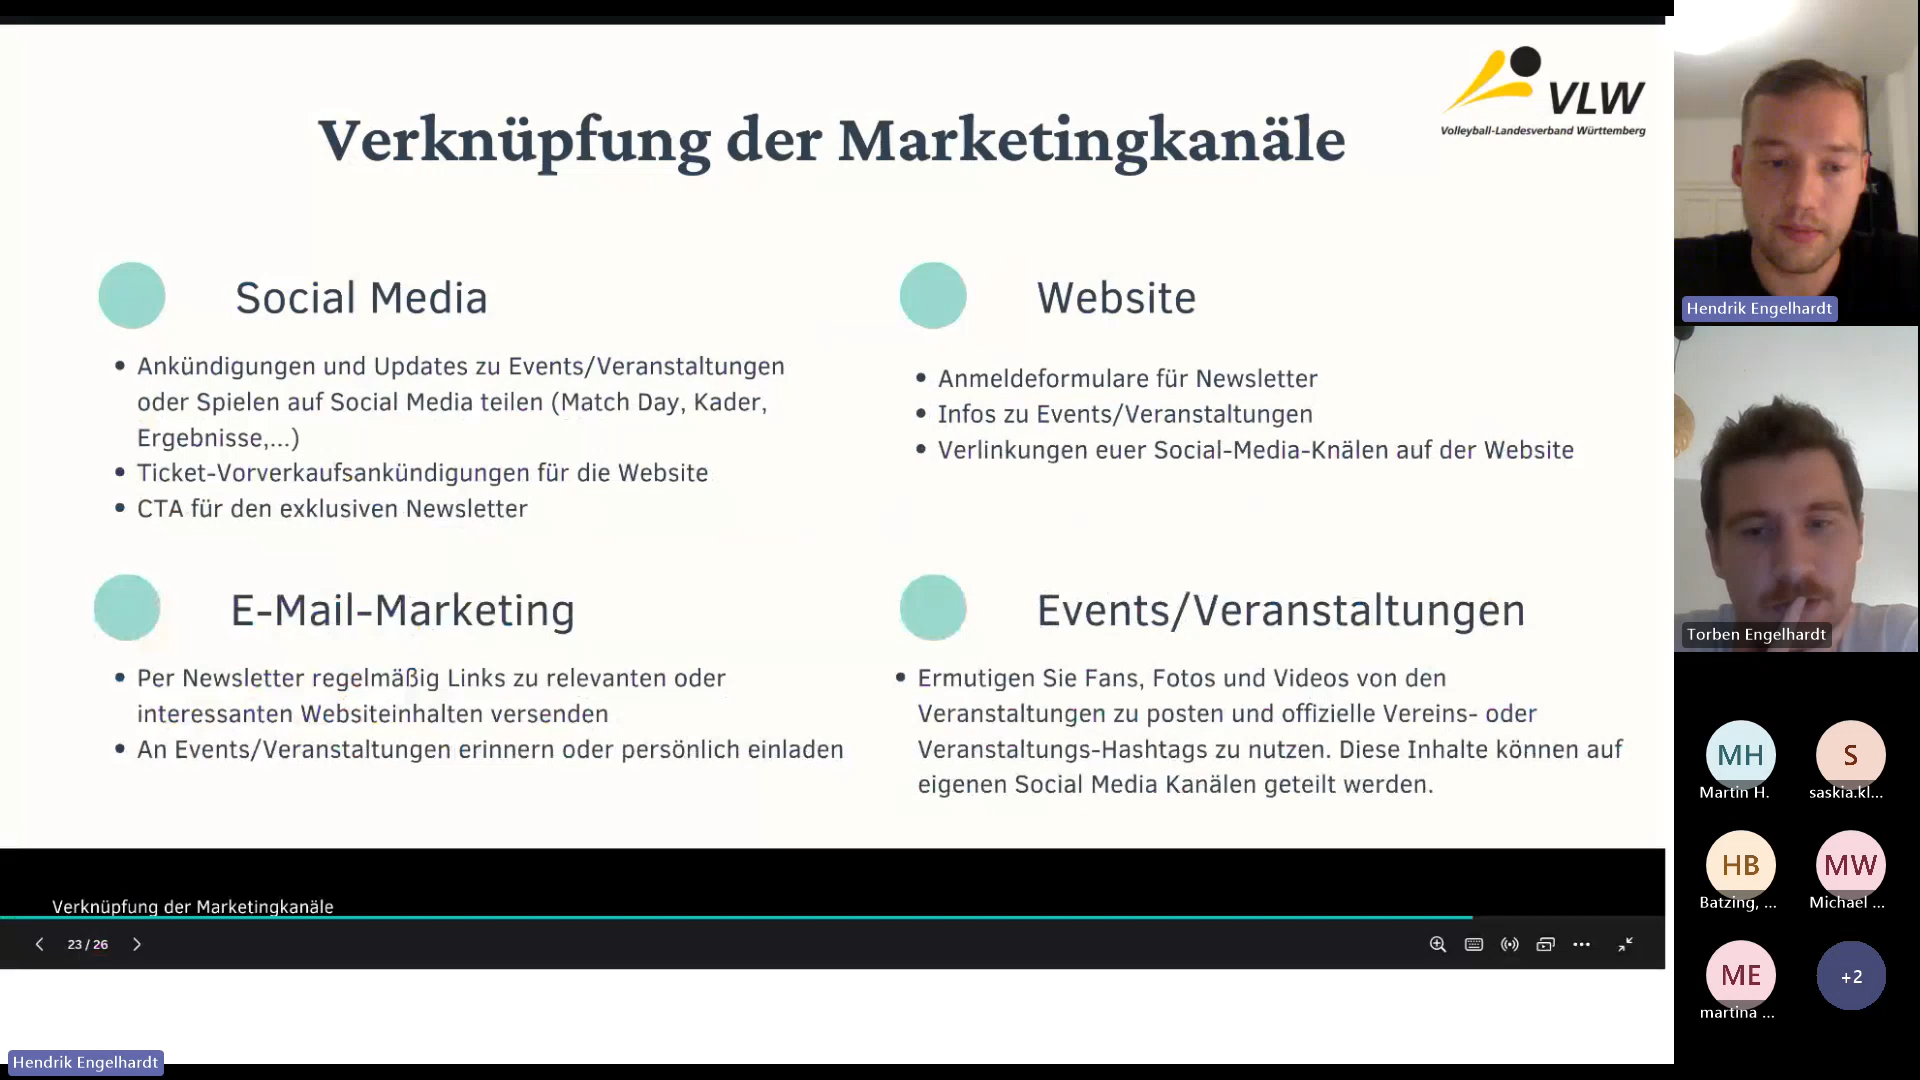 VLW
Volleyball-Landesverband Württemberg
Verknüpfung der Marketingkanäle
Social Media
Ankündigungen und Updates zu Events/Veranstaltungen
oder Spielen auf Social Media teilen (Match Day, Kader,
Ergebnisse,...)
Ticket-Vorverkaufsankündigungen für die Website
CTA für den exklusiven Newsletter
Website
Anmeldeformulare für Newsletter
Infos zu Events/Veranstaltungen
Verlinkungen euer Social-Media-Knälen auf der Website
E-Mail-Marketing
Per Newsletter regelmäßig Links zu relevanten oder
interessanten Websiteinhalten versenden
An Events/Veranstaltungen erinnern oder persönlich einladen
Events/Veranstaltungen
Ermutigen Sie Fans, Fotos und Videos von den
Veranstaltungen zu posten und offizielle Vereins- oder
Veranstaltungs-Hashtags zu nutzen. Diese Inhalte können auf
eigenen Social Media Kanälen geteilt werden.
Verknüpfung der Marketingkanäle
23 / 26
Hendrik Engelhardt
Hendrik Engelhardt
Torben Engelhardt
MH
Martin H.
S
saskia.kl...
HB
Batzing, ...
MW
Michael ...
ME
martina ...
+2